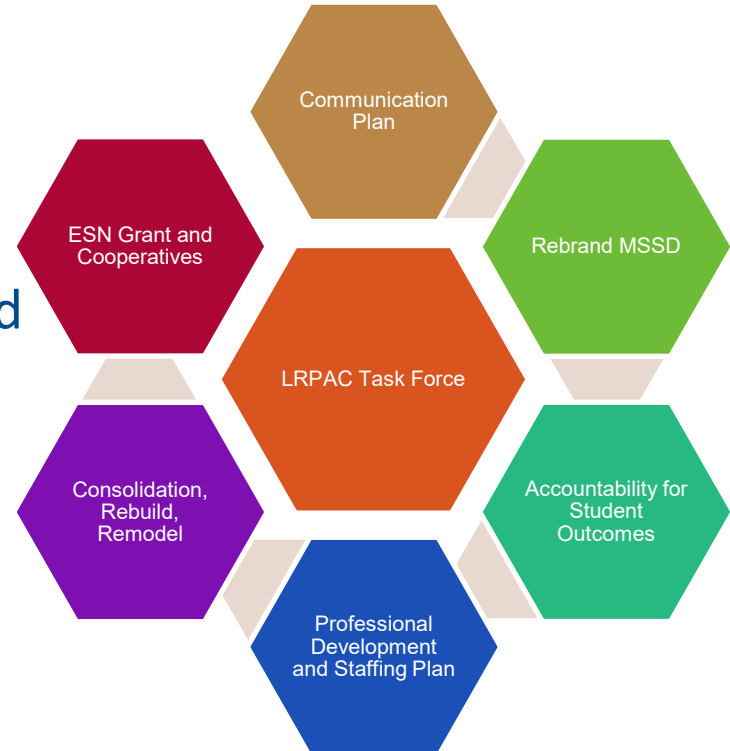 Communication
Plan
ESN Grant and
Cooperatives
Rebrand MSSD
d
LRPAC Task Force
Consolidation,
Rebuild,
Remodel
Accountability for
Student
Outcomes
Professional
Development
and Staffing Plan